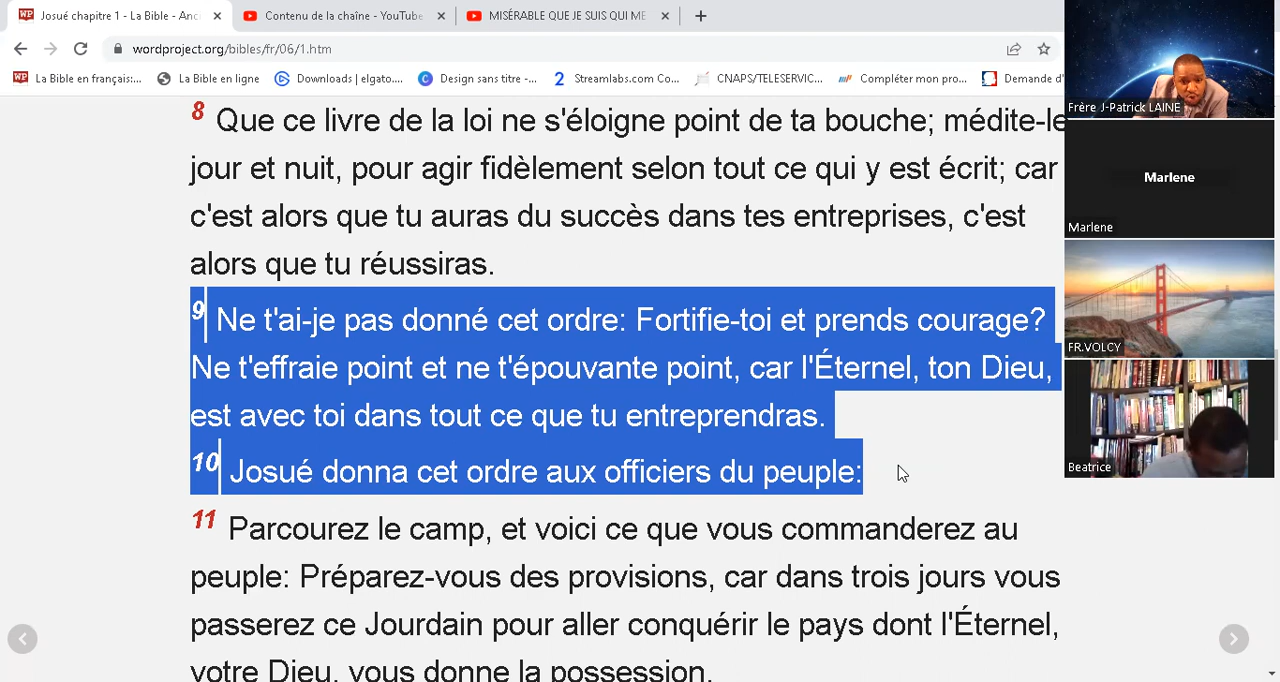 Josué chapitre 1 - La Bible - Anci
Contenu de la chaîne - YouTube
MISÉRABLE QUE JE SUIS QUI ME
wordproject.org/bibles/fr/06/1.htm
La Bible en français:...
La Bible en ligne
Downloads | elgato....
Design sans titre -...
Streamlabs.com Co...
CNAPS/TELESERVIC...
Compléter mon pro...
Demande d'
8 Que ce livre de la loi ne s'éloigne point de ta bouche; médite-le
jour et nuit, pour agir fidèlement selon tout ce qui y est écrit; car
c'est alors que tu auras du succès dans tes entreprises, c'est
alors que tu réussiras.
9 Ne t'ai-je pas donné cet ordre: Fortifie-toi et prends courage?
Ne t'effraie point et ne t'épouvante point, car l'Éternel, ton Dieu,
est avec toi dans tout ce que tu entreprendras.
10 Josué donna cet ordre aux officiers du peuple:
11 Parcourez le camp, et voici ce que vous commanderez au
peuple: Préparez-vous des provisions, car dans trois jours vous
passerez ce Jourdain pour aller conquérir le pays dont l'Éternel,
votre Dieu, vous donne la possession.
Frère J-Patrick LAINE
Marlene
Marlene
FR.VOLCY
Beatrice